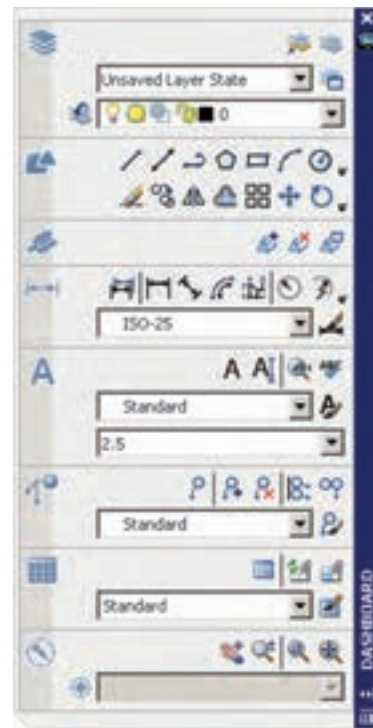 Unsaved Layer State
0
ISO-25
A
A A
Standard
2.5
Standard
Standard
DASHBOARD